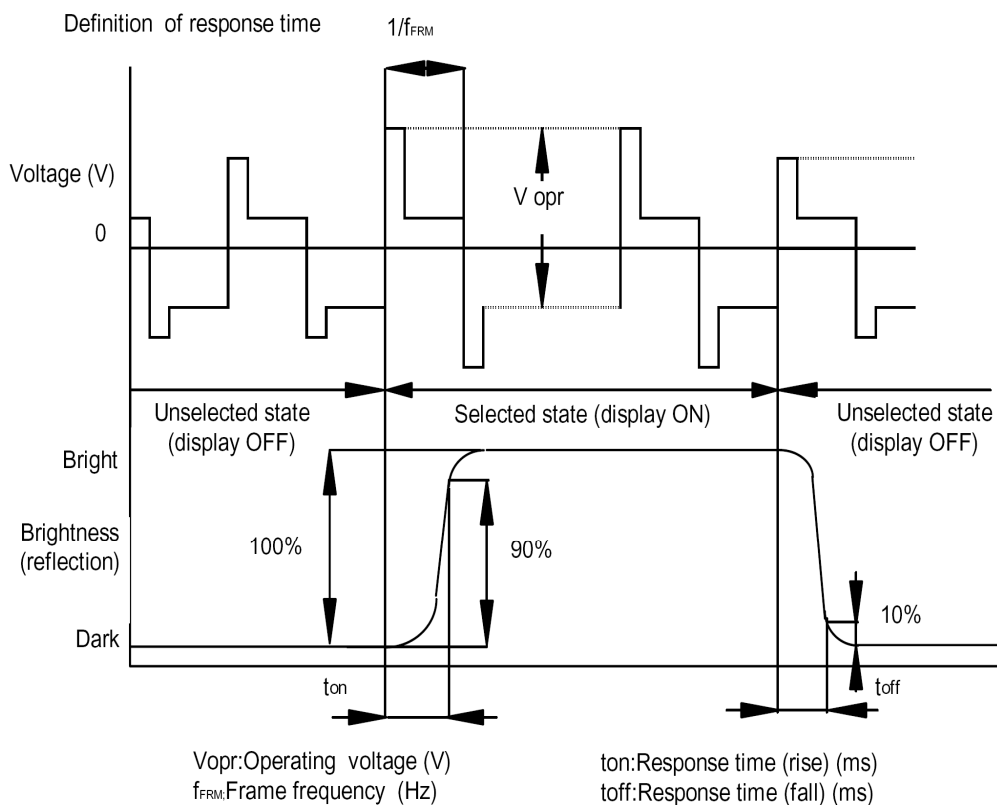 Definition of response time
1/fFRM
Voltage (V)
V opr
0
Unselected state
(display OFF)
Selected state (display ON)
Unselected state
(display OFF)
Bright
Brightness
(reflection)
100%
90%
10%
Dark
ton
toff
Vopr:Operating voltage (V)
fFRM;Frame frequency (Hz)
ton:Response time (rise) (ms)
toff:Response time (fall) (ms)